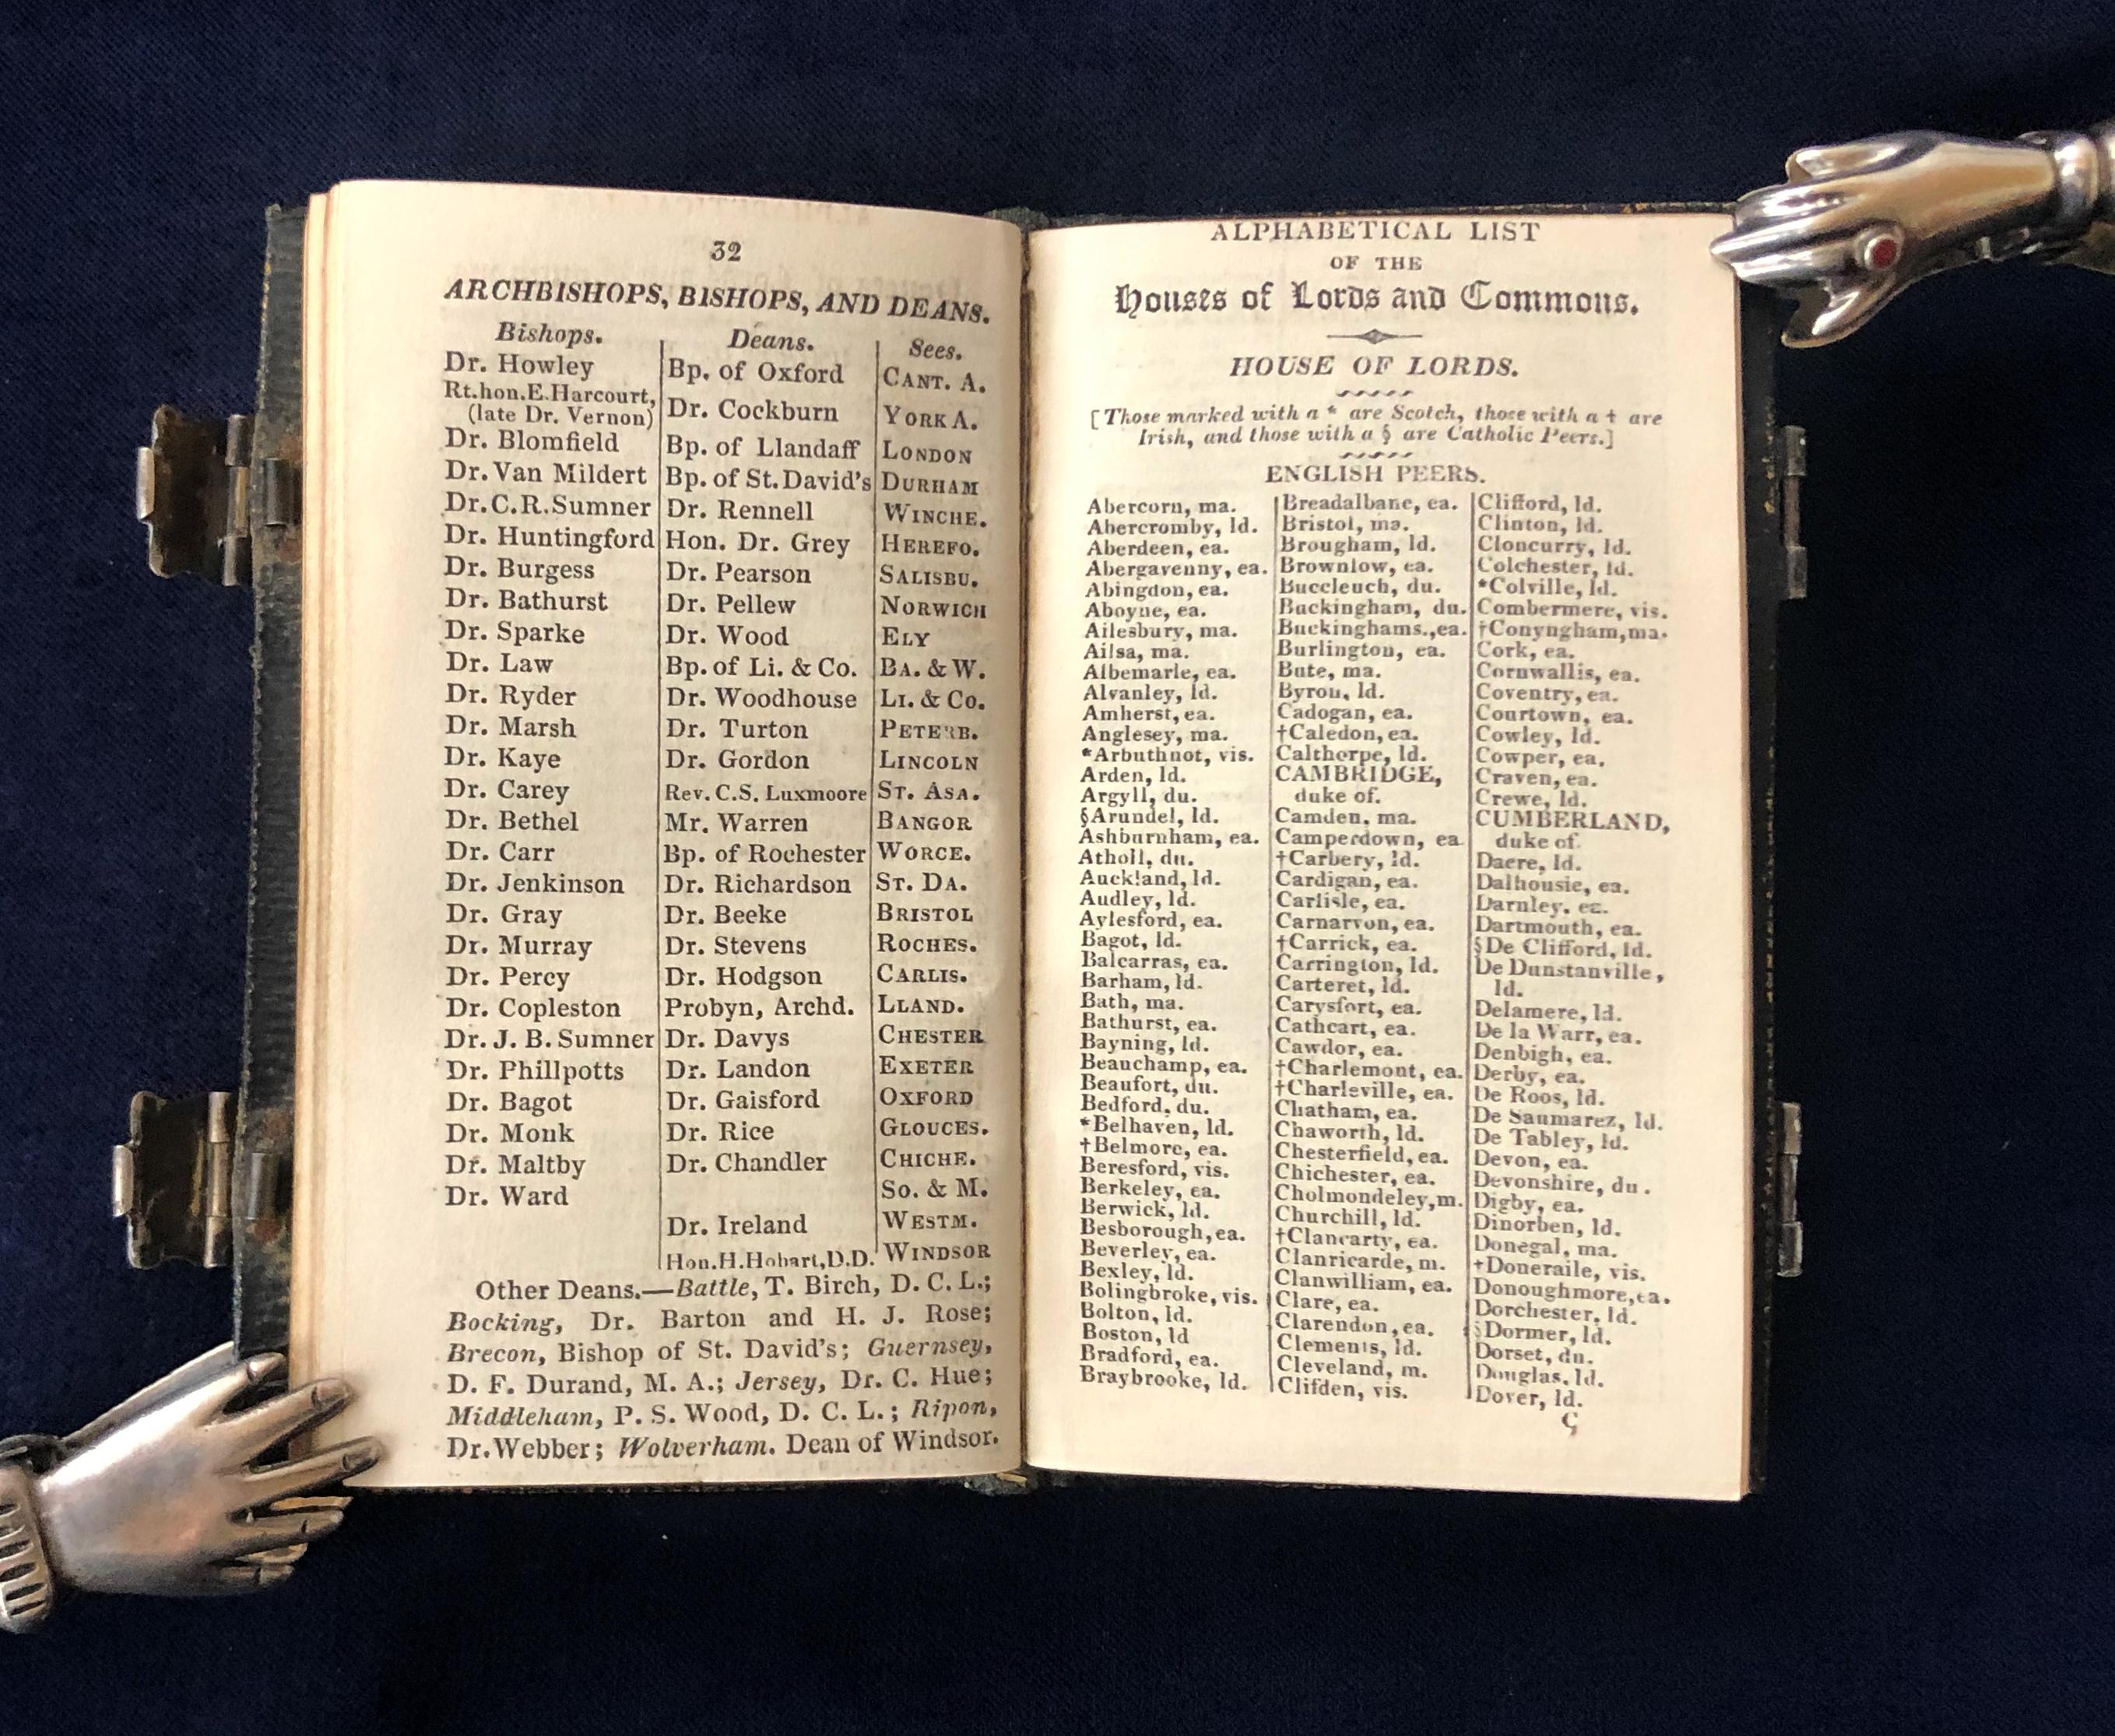 32
ARCHBISHOPS, BISHOPS, AND DEANS.
Bishops. Deans. Sees.
Dr. Howley Bp. of Oxford CANT. A.
Rt.hon.E.Harcourt,
(late Dr. Vernon) Dr. Cockburn YORK A.
Dr. Blomfield Bp. of Llandaff LONDON
Dr. Van Mildert Bp. of St. David's DURHAM
Dr. C. R. Sumner Dr. Rennell WINCHE.
Dr. Huntingford Hon. Dr. Grey HEREFO.
Dr. Burgess Dr. Pearson SALISBU.
Dr. Bathurst Dr. Pellew NORWICH
Dr. Sparke Dr. Wood ELY
Dr. Law Bp. of Li. & Co. BA. & W.
Dr. Ryder Dr. Woodhouse LI. & CO.
Dr. Marsh Dr. Turton PETERB.
Dr. Kaye Dr. Gordon LINCOLN
Dr. Carey Rev. C.S. Luxmoore ST. ASA.
Dr. Bethel Mr. Warren BANGOR
Dr. Carr Bp. of Rochester WORCE.
Dr. Jenkinson Dr. Richardson ST. DA.
Dr. Gray Dr. Beeke BRISTOL
Dr. Murray Dr. Stevens ROCHES.
Dr. Percy Dr. Hodgson CARLIS.
Dr. Copleston Probyn, Archd. LLAND.
Dr. J. B. Sumner Dr. Davys CHESTER
Dr. Phillpotts Dr. Landon EXETER
Dr. Bagot Dr. Gaisford OXFORD
Dr. Monk Dr. Rice GLOUCES.
Dr. Maltby Dr. Chandler CHICHE.
Dr. Ward SO. & M.
Dr. Ireland WESTM.
Hon.H.Hobart,D.D. WINDSOR
Other Deans.—Battle, T. Birch, D. C. L.;
Bocking, Dr. Barton and H. J. Rose;
Brecon, Bishop of St. David's; Guernsey,
D. F. Durand, M. A.; Jersey, Dr. C. Hue;
Middleham, P. S. Wood, D. C. L.; Ripon,
Dr. Webber; Wolverham. Dean of Windsor.
ALPHABETICAL LIST
OF THE
Houses of Lords and Commons.
HOUSE OF LORDS.
[Those marked with a * are Scotch, those with a † are
Irish, and those with a § are Catholic Peers.]
ENGLISH PEERS.
Abercorn, ma.
Abercromby, ld.
Aberdeen, ea.
Abergavenny, ea.
Abingdon, ea.
Aboyne, ea.
Ailesbury, ma.
Ailsa, ma.
Albemarle, ea.
Alvanley, ld.
Amherst, ea.
Anglesey, ma.
*Arbuthnot, vis.
Arden, ld.
Argyll, du.
§Arundel, ld.
Ashburnham, ea.
Atholl, du.
Auckland, ld.
Audley, ld.
Aylesford, ea.
Bagot, ld.
Balcarras, ea.
Barham, ld.
Bath, ma.
Bathurst, ea.
Bayning, ld.
Beauchamp, ea.
Beaufort, du.
Bedford, du.
*Belhaven, ld.
†Belmore, ea.
Beresford, vis.
Berkeley, ea.
Berwick, ld.
Besborough, ea.
Beverley, ea.
Bexley, ld.
Bolingbroke, vis.
Bolton, ld.
Boston, ld
Bradford, ea.
Braybrooke, ld.
Breadalbane, ea.
Bristol, ma.
Brougham, ld.
Brownlow, ea.
Buccleuch, du.
Buckingham, du.
Buckinghams.,ea.
Burlington, ea.
Bute, ma.
Byron, ld.
Cadogan, ea.
†Caledon, ea.
Calthorpe, ld.
CAMBRIDGE,
duke of.
Camden, ma.
Camperdown, ea
†Carbery, ld.
Cardigan, ea.
Carlisle, ea.
Carnarvon, ea.
†Carrick, ea.
Carrington, ld.
Carteret, ld.
Carysfort, ea.
Cathcart, ea.
Cawdor, ea.
†Charlemont, ea.
†Charleville, ea.
Chatham, ea.
Chaworth, ld.
Chesterfield, ea.
Chichester, ea.
Cholmondeley, m.
Churchill, ld.
†Clancarty, ea.
Clanricarde, m.
Clanwilliam, ea.
Clare, ea.
Clarendon, ea.
Clements, ld.
Cleveland, m.
Clifden, vis.
Clifford, ld.
Clinton, ld.
Cloncurry, ld.
Colchester, ld.
*Colville, ld.
Combermere, vis.
†Conyngham, ma.
Cork, ea.
Cornwallis, ea.
Coventry, ea.
Courtown, ea.
Cowley, ld.
Cowper, ea.
Craven, ea.
Crewe, ld.
CUMBERLAND,
duke of.
Dacre, ld.
Dalhousie, ea.
Darnley, ea.
Dartmouth, ea.
§De Clifford, ld.
De Dunstanville,
ld.
Delamere, ld.
De la Warr, ea.
Denbigh, ea.
Derby, ea.
De Roos, ld.
De Saumarez, ld.
De Tabley, ld.
Devon, ea.
Devonshire, du.
Digby, ea.
Dinorben, ld.
Donegal, ma.
†Doneraile, vis.
Donoughmore, ea.
Dorchester, ld.
§Dormer, ld.
Dorset, du.
Douglas, ld.
Dover, ld.